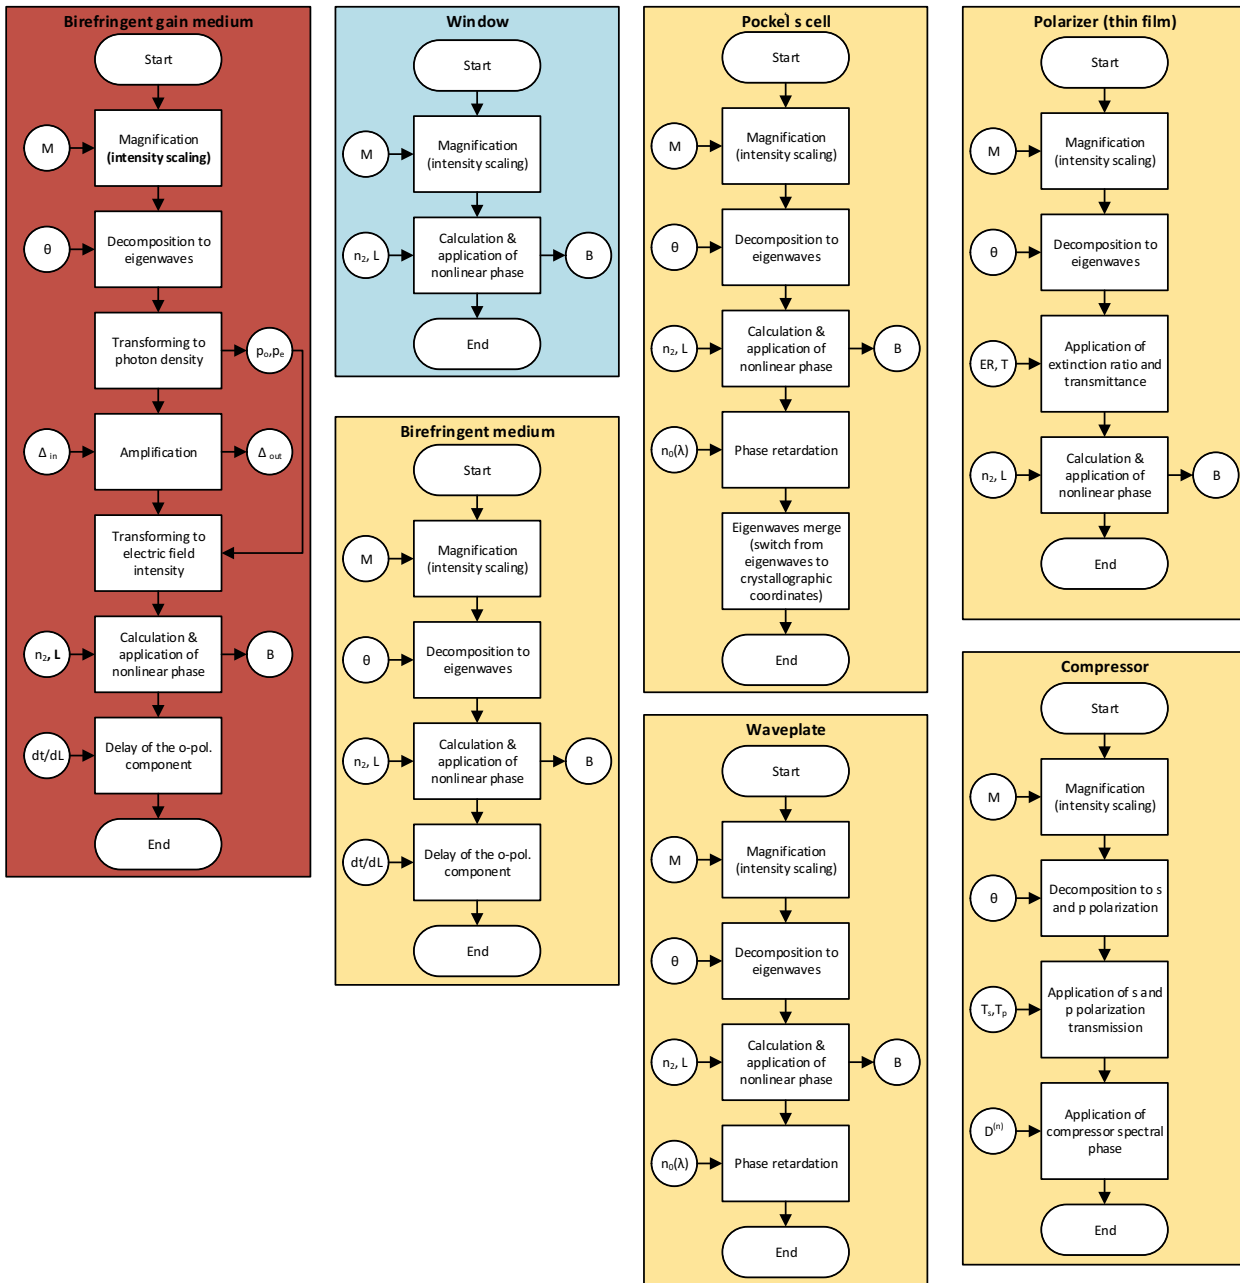 Birefringent gain medium
Start
M
Magnification
(intensity scaling)
θ
Decomposition to
eigenwaves
Transforming to
photon density
pₒ,pₑ
Δ in
Amplification
Δ out
Transforming to
electric field
intensity
n₂, L
Calculation &
application of
nonlinear phase
B
dt/dL
Delay of the o-pol.
component
End
Window
Start
M
Magnification
(intensity scaling)
n₂, L
Calculation &
application of
nonlinear phase
B
End
Birefringent medium
Start
M
Magnification
(intensity scaling)
θ
Decomposition to
eigenwaves
n₂, L
Calculation &
application of
nonlinear phase
B
dt/dL
Delay of the o-pol.
component
End
Pockel`s cell
Start
M
Magnification
(intensity scaling)
θ
Decomposition to
eigenwaves
n₂, L
Calculation &
application of
nonlinear phase
B
n₀(λ)
Phase retardation
Eigenwaves merge
(switch from
eigenwaves to
crystallographic
coordinates)
End
Waveplate
Start
M
Magnification
(intensity scaling)
θ
Decomposition to
eigenwaves
n₂, L
Calculation &
application of
nonlinear phase
B
n₀(λ)
Phase retardation
End
Polarizer (thin film)
Start
M
Magnification
(intensity scaling)
θ
Decomposition to
eigenwaves
ER, T
Application of
extinction ratio and
transmittance
n₂, L
Calculation &
application of
nonlinear phase
B
End
Compressor
Start
M
Magnification
(intensity scaling)
θ
Decomposition to s
and p polarization
Tₛ,Tₚ
Application of s and
p polarization
transmission
D⁽ⁿ⁾
Application of
compressor spectral
phase
End